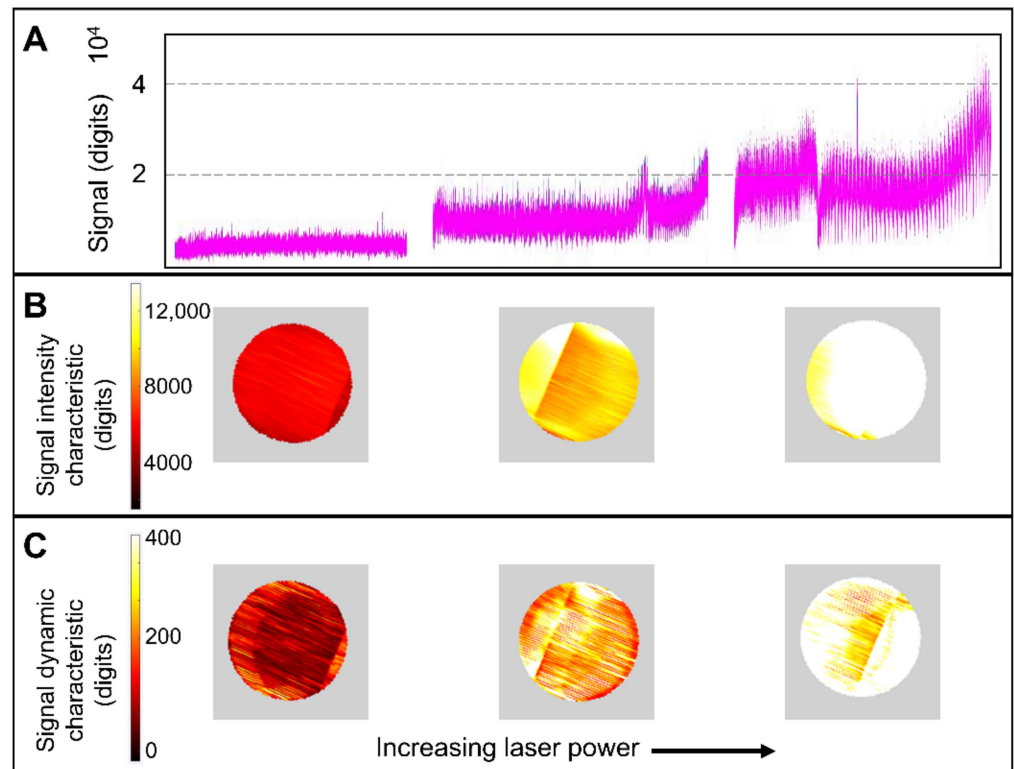 A
Signal (digits) 10⁴
4
2
B
Signal intensity
characteristic
(digits)
12,000
8000
4000
C
Signal dynamic
characteristic
(digits)
400
200
0
Increasing laser power